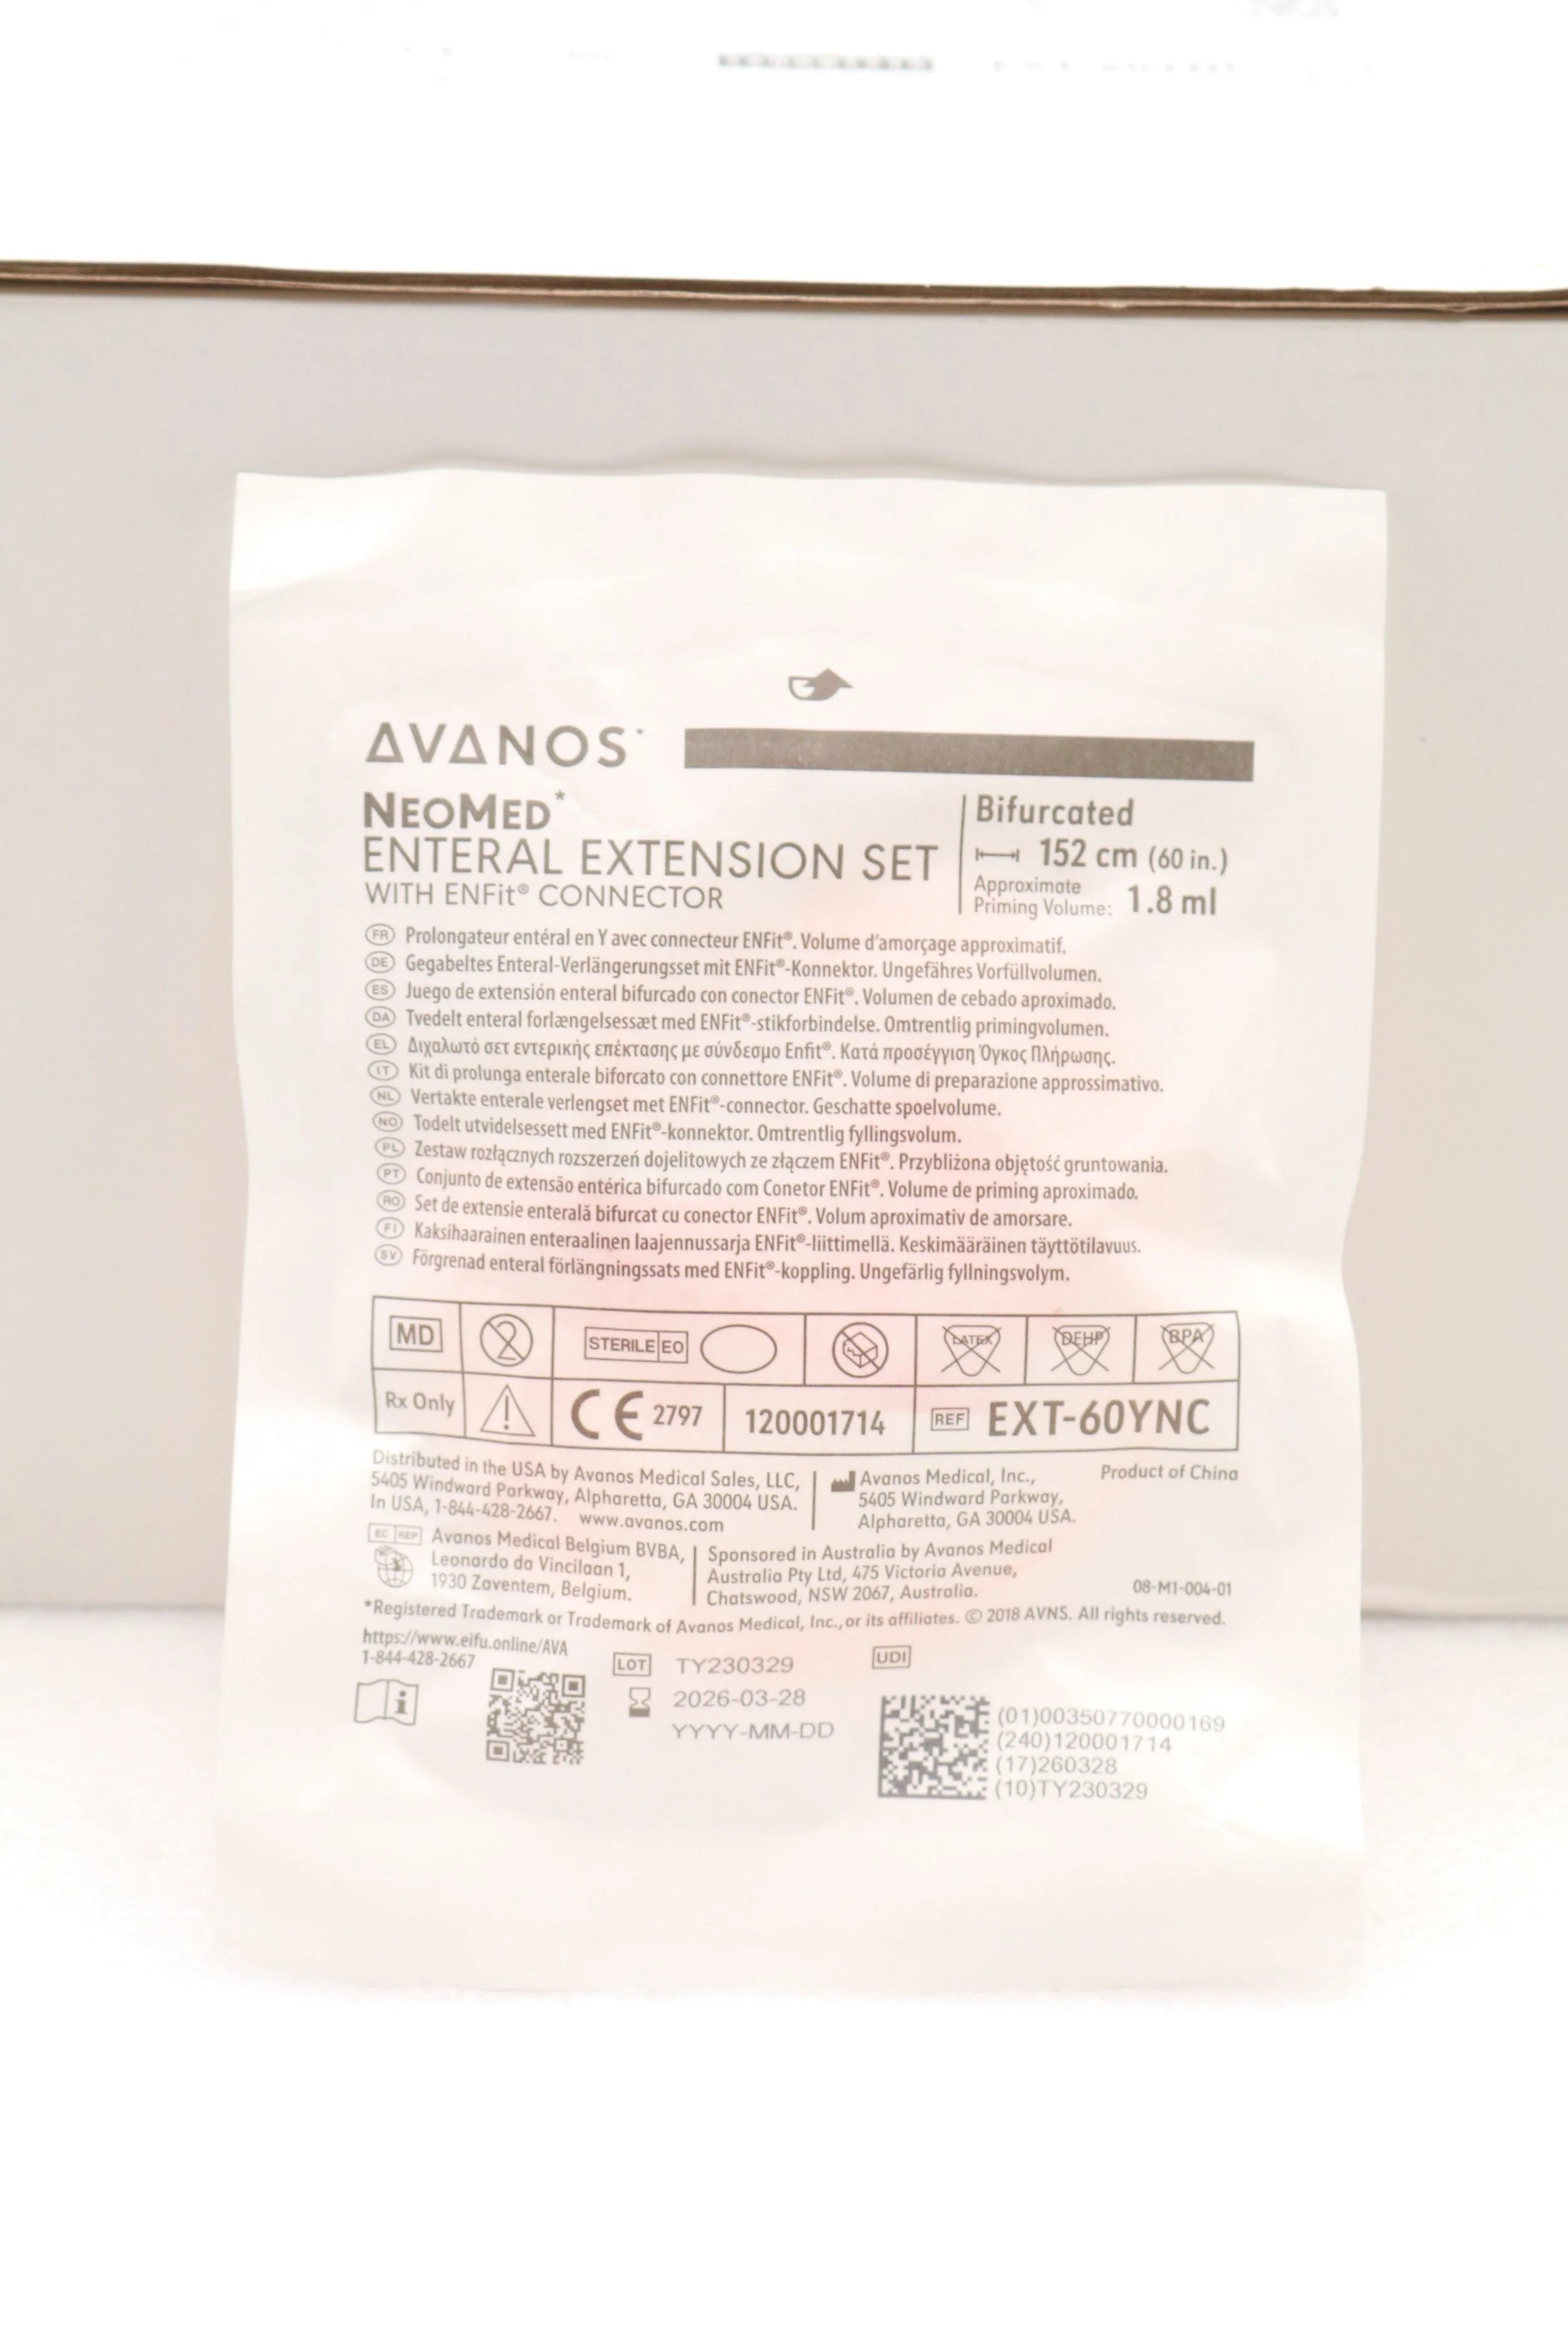 AVANOS*
NEOMED*
ENTERAL EXTENSION SET
WITH ENFit® CONNECTOR
Bifurcated
152 cm (60 in.)
Approximate
Priming Volume: 1.8 ml
FR Prolongateur entéral en Y avec connecteur ENFit®. Volume d'amorçage approximatif.
DE Gegabeltes Enteral-Verlängerungsset mit ENFit®-Konnektor. Ungefähres Vorfüllvolumen.
ES Juego de extensión enteral bifurcado con conector ENFit®. Volumen de cebado aproximado.
DA Tvedelt enteral forlængelsessæt med ENFit®-stikforbindelse. Omtrentlig primingvolumen.
EL Διχαλωτό σετ εντερικής επέκτασης με σύνδεσμο Enfit®. Κατά προσέγγιση Όγκος Πλήρωσης.
IT Kit di prolunga enterale biforcato con connettore ENFit®. Volume di preparazione approssimativo.
NL Vertakte enterale verlengset met ENFit®-connector. Geschatte spoelvolume.
NO Todelt utvidelsessett med ENFit®-konnektor. Omtrentlig fyllingsvolum.
PL Zestaw rozłącznych rozszerzeń dojelitowych ze złączem ENFit®. Przybliżona objętość gruntowania.
PT Conjunto de extensão entérica bifurcado com Conetor ENFit®. Volume de priming aproximado.
RO Set de extensie enterală bifurcat cu conector ENFit®. Volum aproximativ de amorsare.
FI Kaksihaarainen enteraalinen laajennussarja ENFit®-liittimellä. Keskimääräinen täyttötilavuus.
SV Förgrenad enteral förlängningssats med ENFit®-koppling. Ungefärlig fyllningsvolym.
MD 2 STERILE EO LATEX DEHP BPA
Rx Only CE 2797 120001714 REF EXT-60YNC
Distributed in the USA by Avanos Medical Sales, LLC,
5405 Windward Parkway, Alpharetta, GA 30004 USA.
In USA, 1-844-428-2667. www.avanos.com
Avanos Medical, Inc.,
5405 Windward Parkway,
Alpharetta, GA 30004 USA.
Product of China
EC REP Avanos Medical Belgium BVBA,
Leonardo da Vincilaan 1,
1930 Zaventem, Belgium.
Sponsored in Australia by Avanos Medical
Australia Pty Ltd, 475 Victoria Avenue,
Chatswood, NSW 2067, Australia.
08-M1-004-01
*Registered Trademark or Trademark of Avanos Medical, Inc., or its affiliates. © 2018 AVNS. All rights reserved.
https://www.eifu.online/AVA
1-844-428-2667
LOT TY230329
2026-03-28
YYYY-MM-DD
UDI
(01)00350770000169
(240)120001714
(17)260328
(10)TY230329